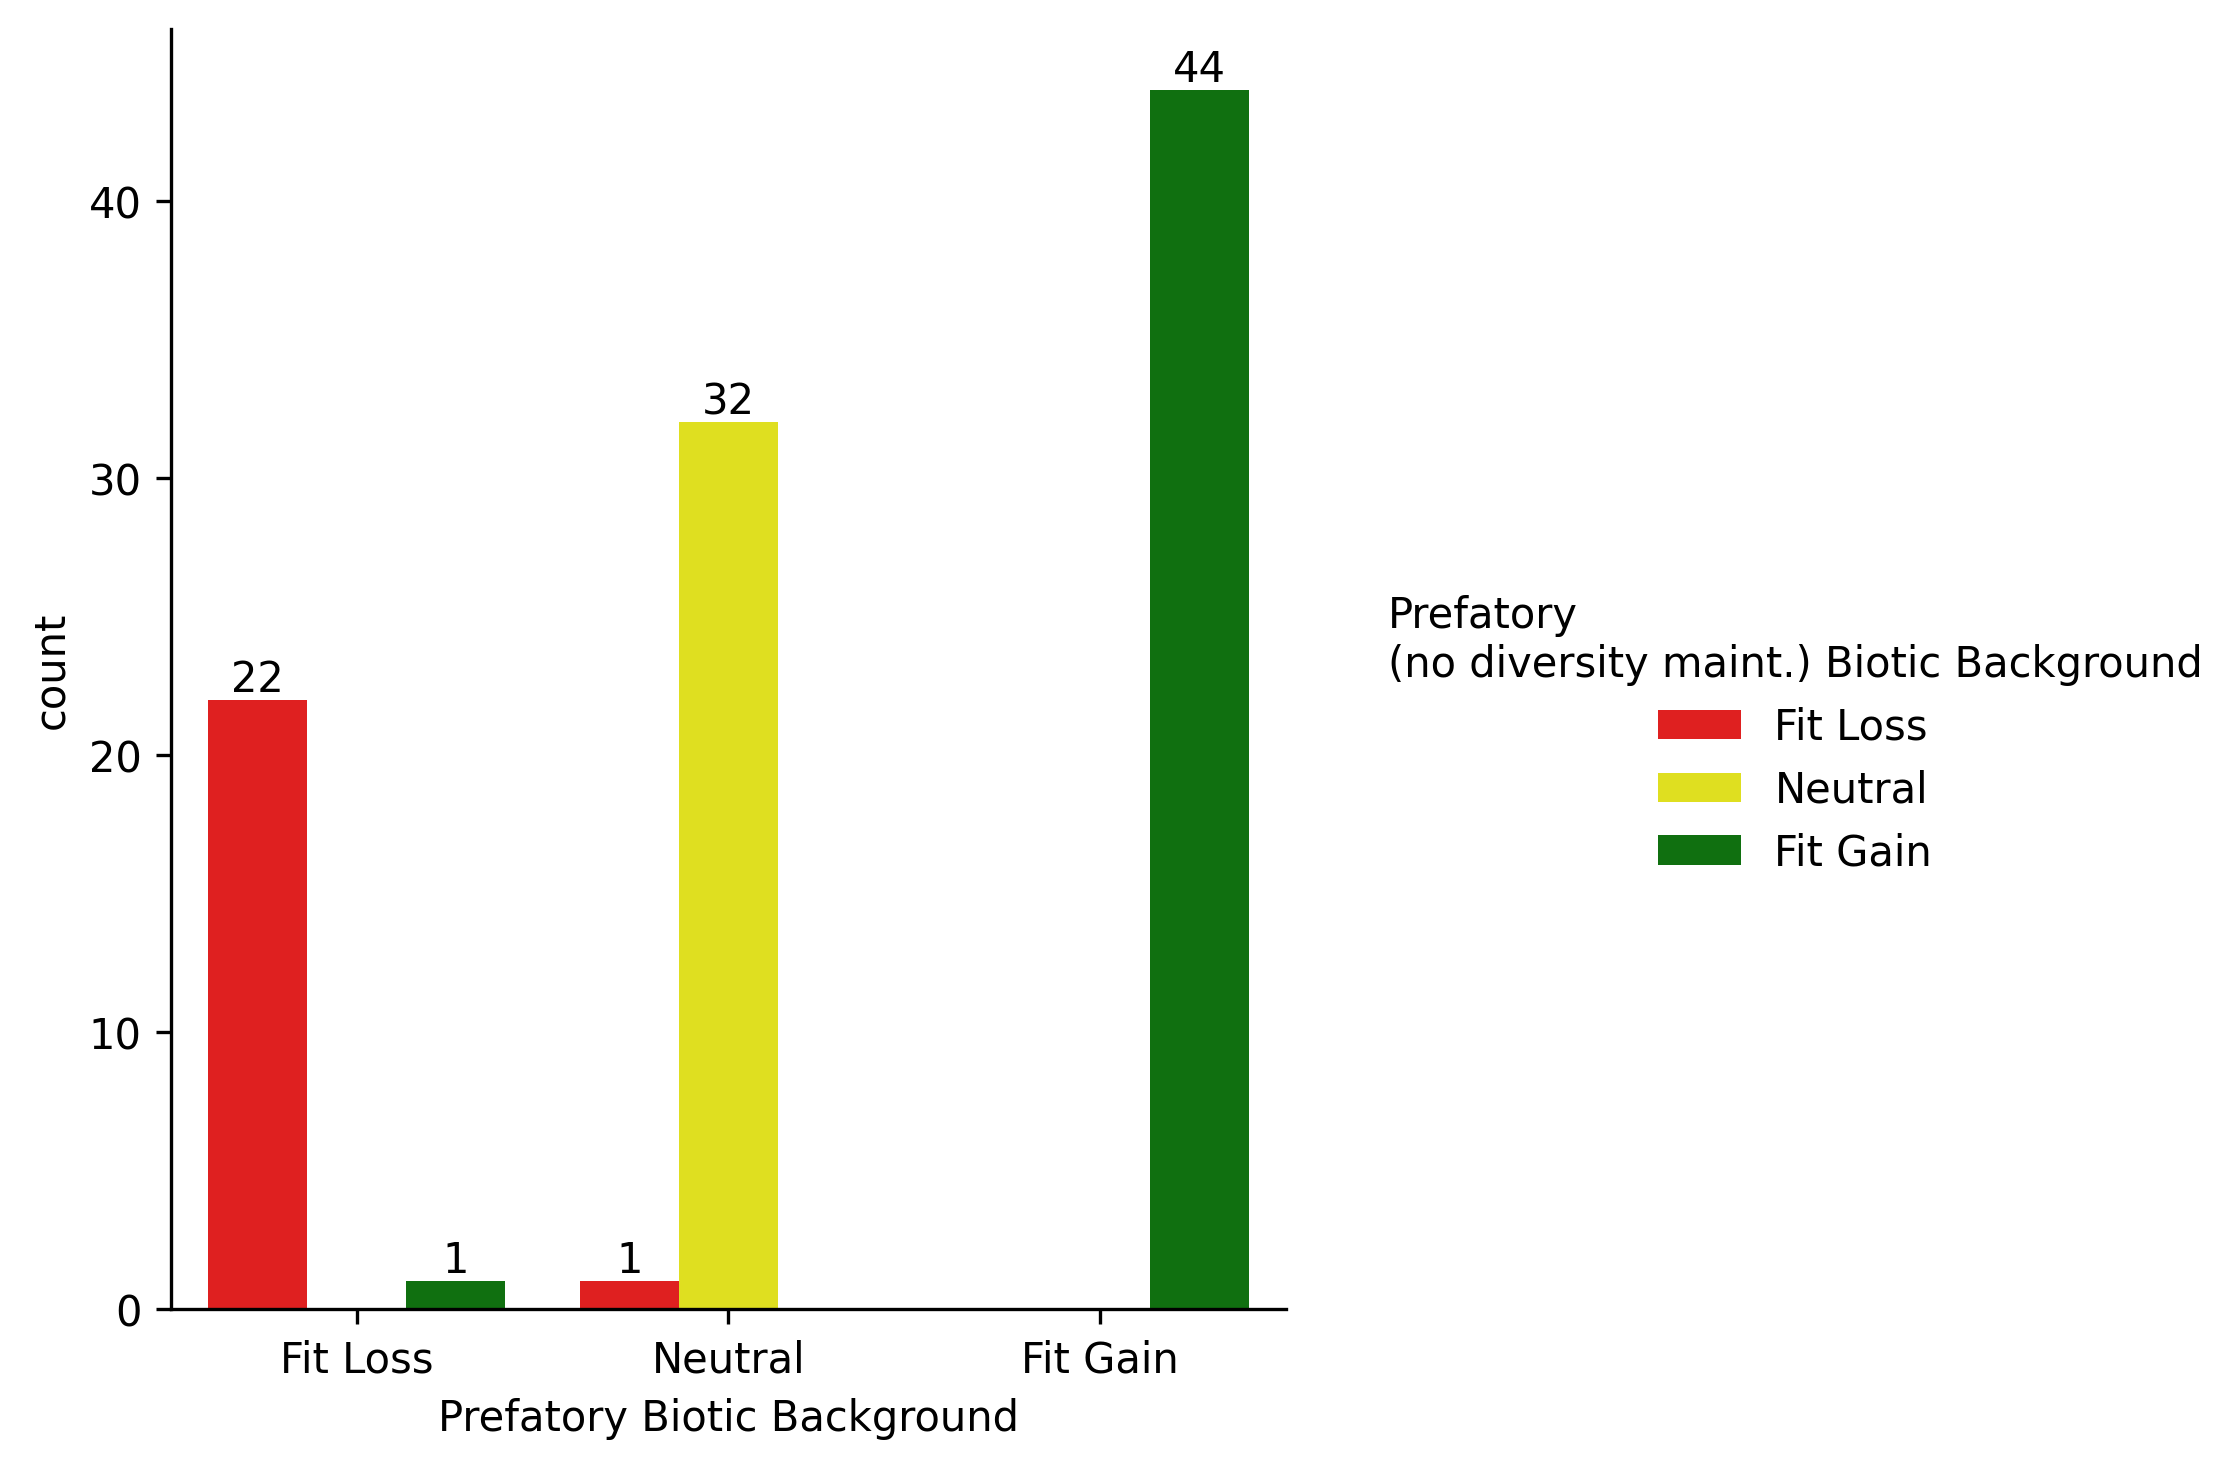 44
40
32
30
22
20
10
1
1
0
count
Fit Loss
Neutral
Fit Gain
Prefatory Biotic Background
Prefatory
(no diversity maint.) Biotic Background
Fit Loss
Neutral
Fit Gain